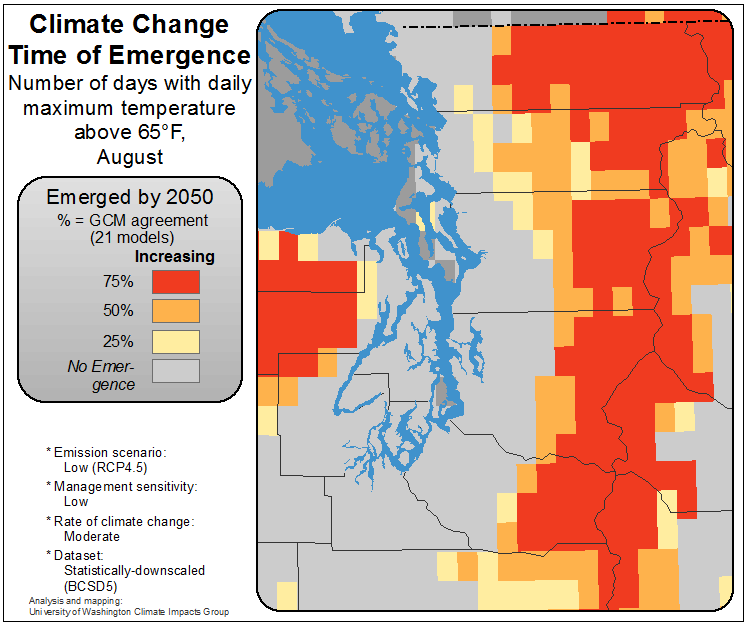 Climate Change
Time of Emergence
Number of days with daily
maximum temperature
above 65°F,
August
Emerged by 2050
% = GCM agreement
(21 models)
Increasing
75%
50%
25%
No Emer-
gence
* Emission scenario:
Low (RCP4.5)
* Management sensitivity:
Low
* Rate of climate change:
Moderate
* Dataset:
Statistically-downscaled
(BCSD5)
Analysis and mapping:
University of Washington Climate Impacts Group